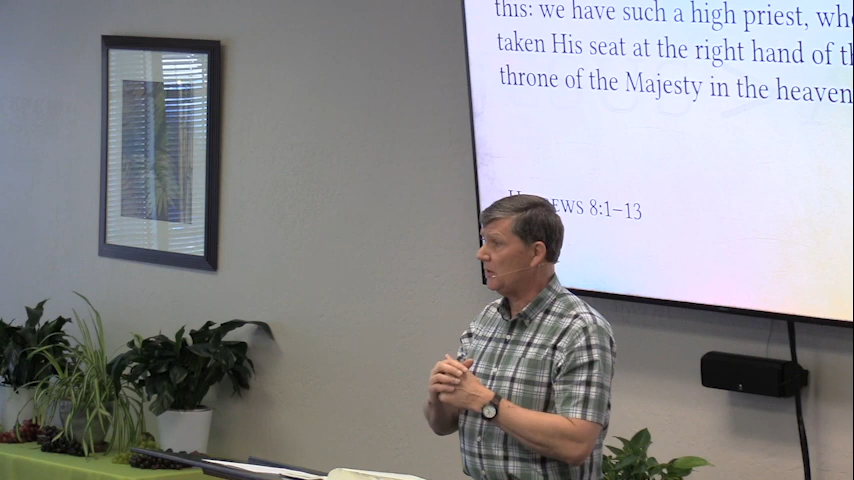 this: we have such a high priest, who
taken His seat at the right hand of th
throne of the Majesty in the heaven
EWS 8:1–13